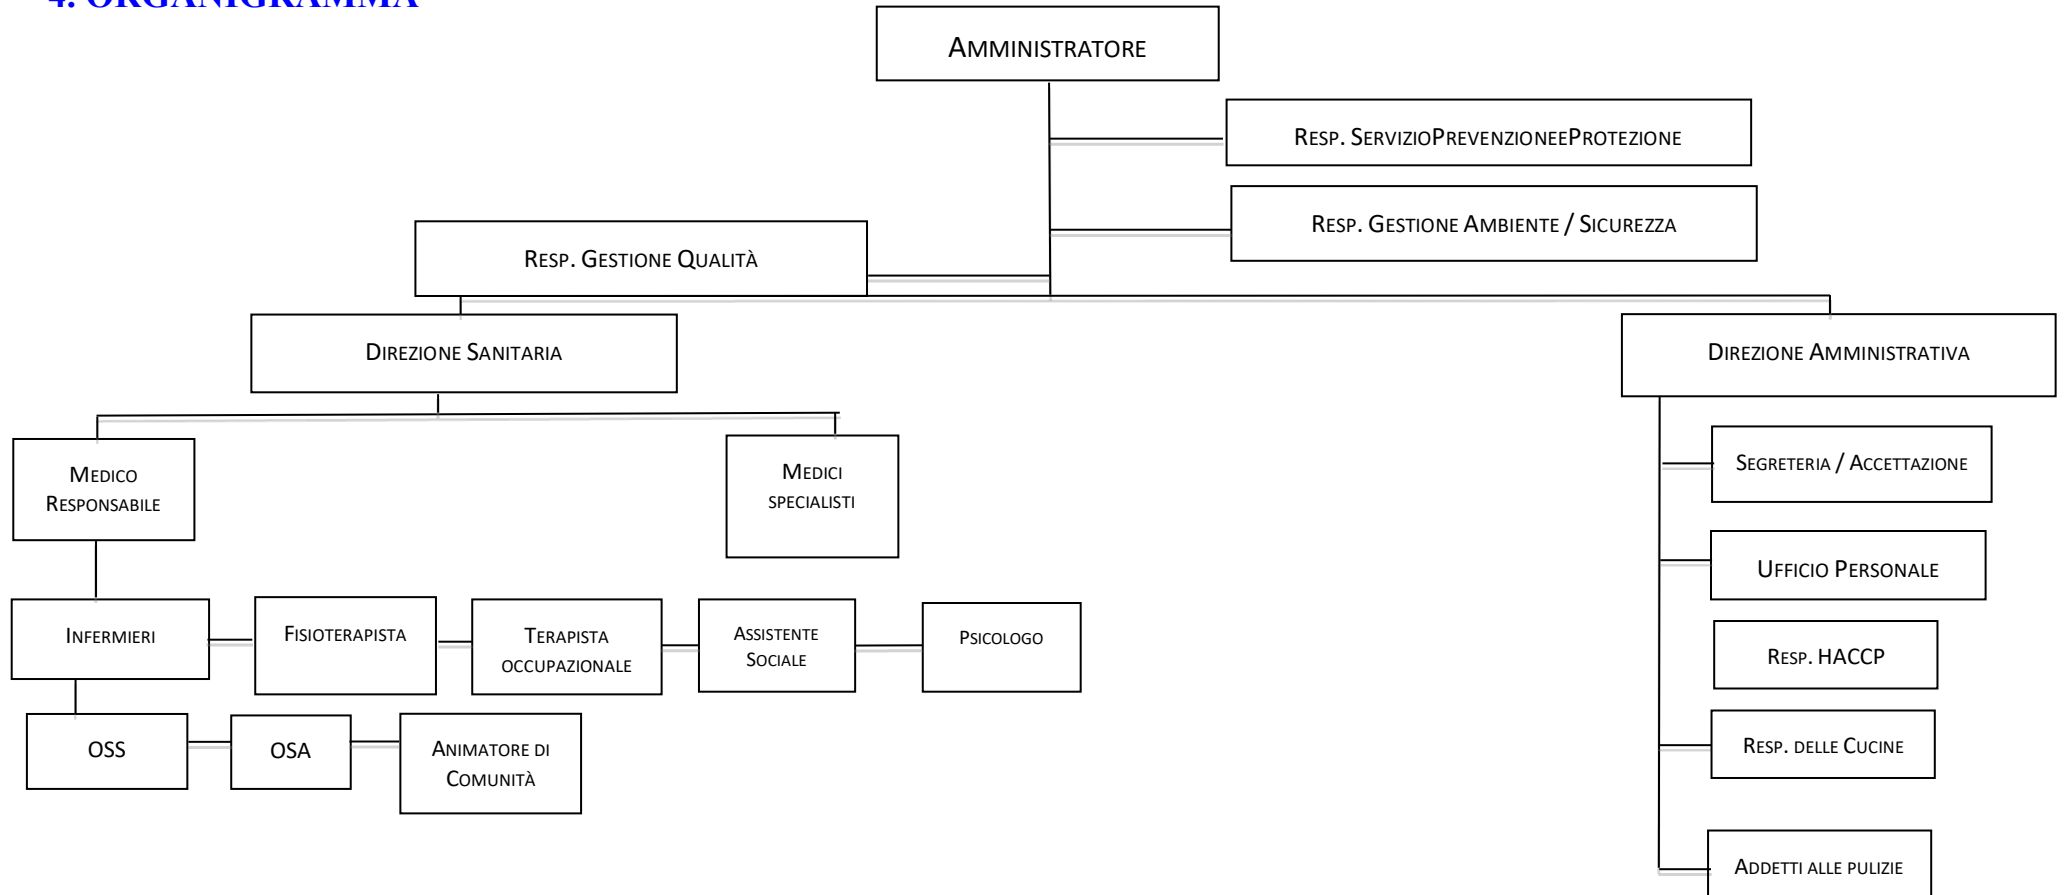 4. ORGANIGRAMMA
AMMINISTRATORE
RESP. SERVIZIOPREVENZIONEEPROTEZIONE
RESP. GESTIONE AMBIENTE / SICUREZZA
RESP. GESTIONE QUALITÀ
DIREZIONE SANITARIA
DIREZIONE AMMINISTRATIVA
MEDICO
RESPONSABILE
MEDICI
SPECIALISTI
SEGRETERIA / ACCETTAZIONE
UFFICIO PERSONALE
INFERMIERI
FISIOTERAPISTA
TERAPISTA
OCCUPAZIONALE
ASSISTENTE
SOCIALE
PSICOLOGO
RESP. HACCP
OSS
OSA
ANIMATORE DI
COMUNITÀ
RESP. DELLE CUCINE
ADDETTI ALLE PULIZIE